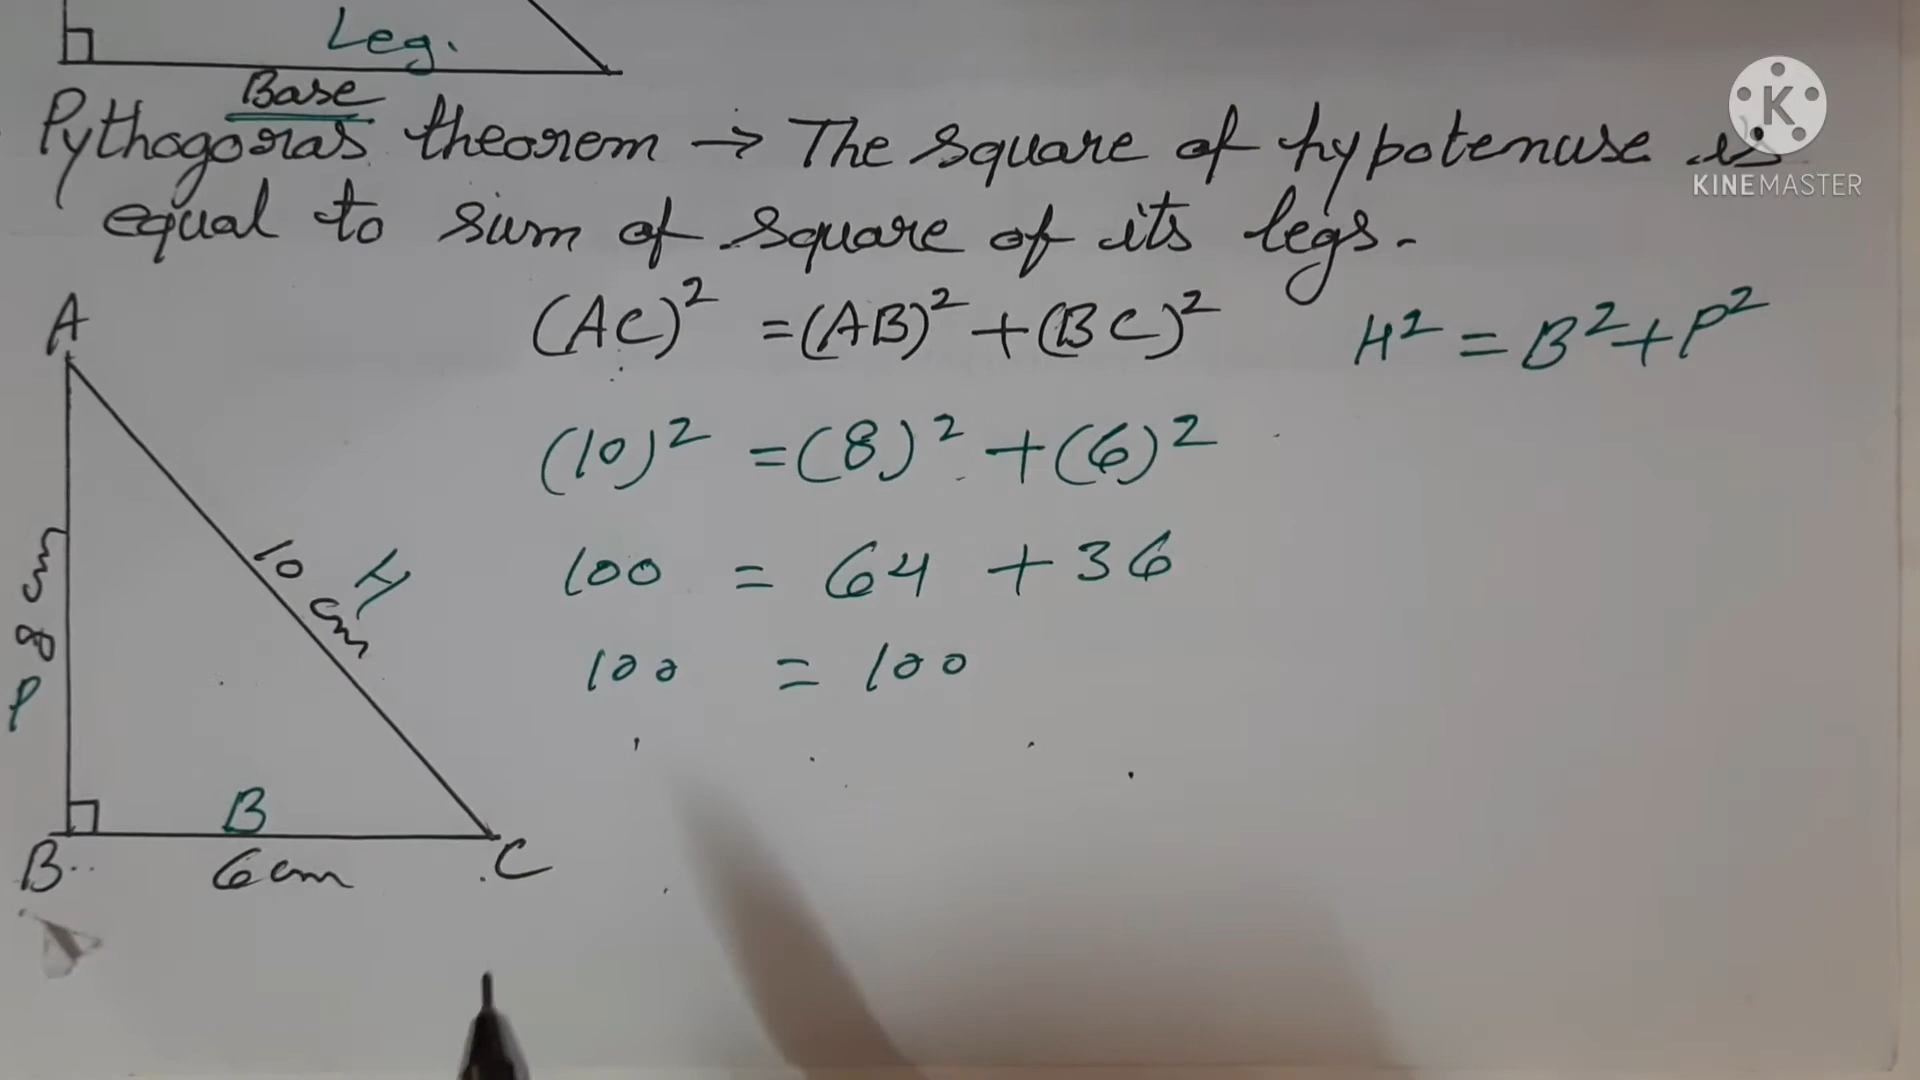 Leg.
Base
Pythagoras theorem → The square of hypotenuse is
equal to sum of square of its legs.
(AC)² = (AB)² + (BC)²
H² = B² + P²
(10)² = (8)² + (6)²
100 = 64 + 36
100 = 100
A
10 cm
H
8 cm
P
B
B
6 cm
C
K
KINEMASTER